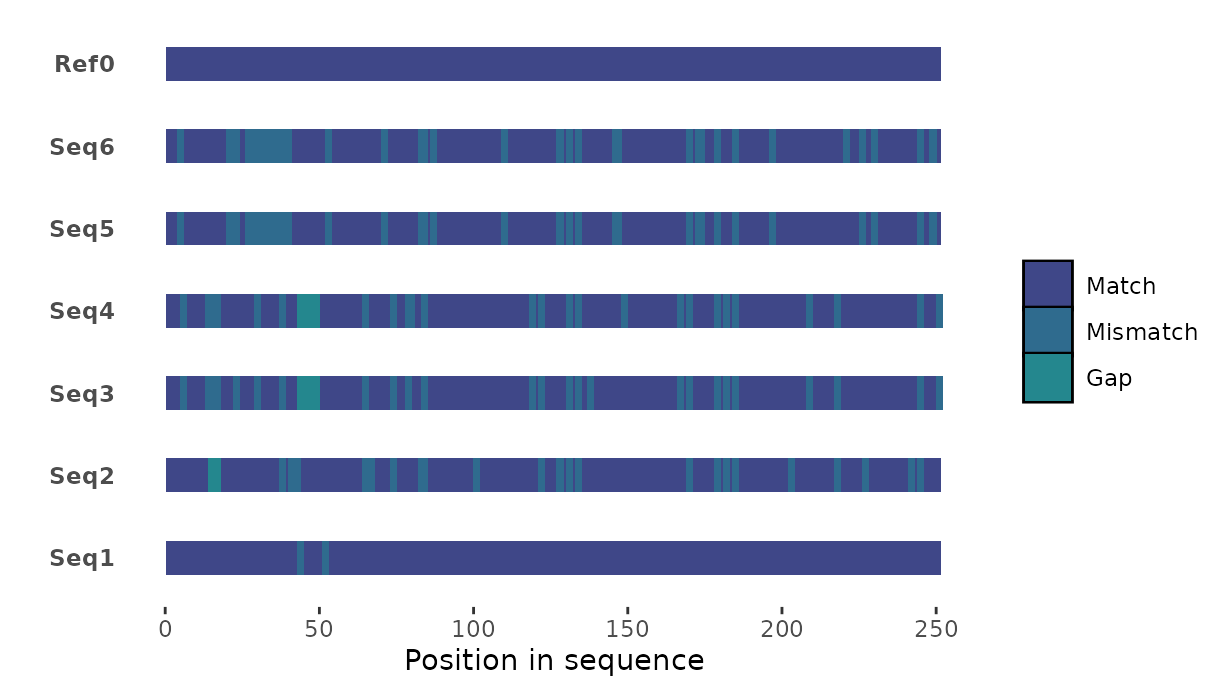 Ref0
Seq6
Seq5
Seq4
Seq3
Seq2
Seq1
0 50 100 150 200 250
Position in sequence
Match
Mismatch
Gap